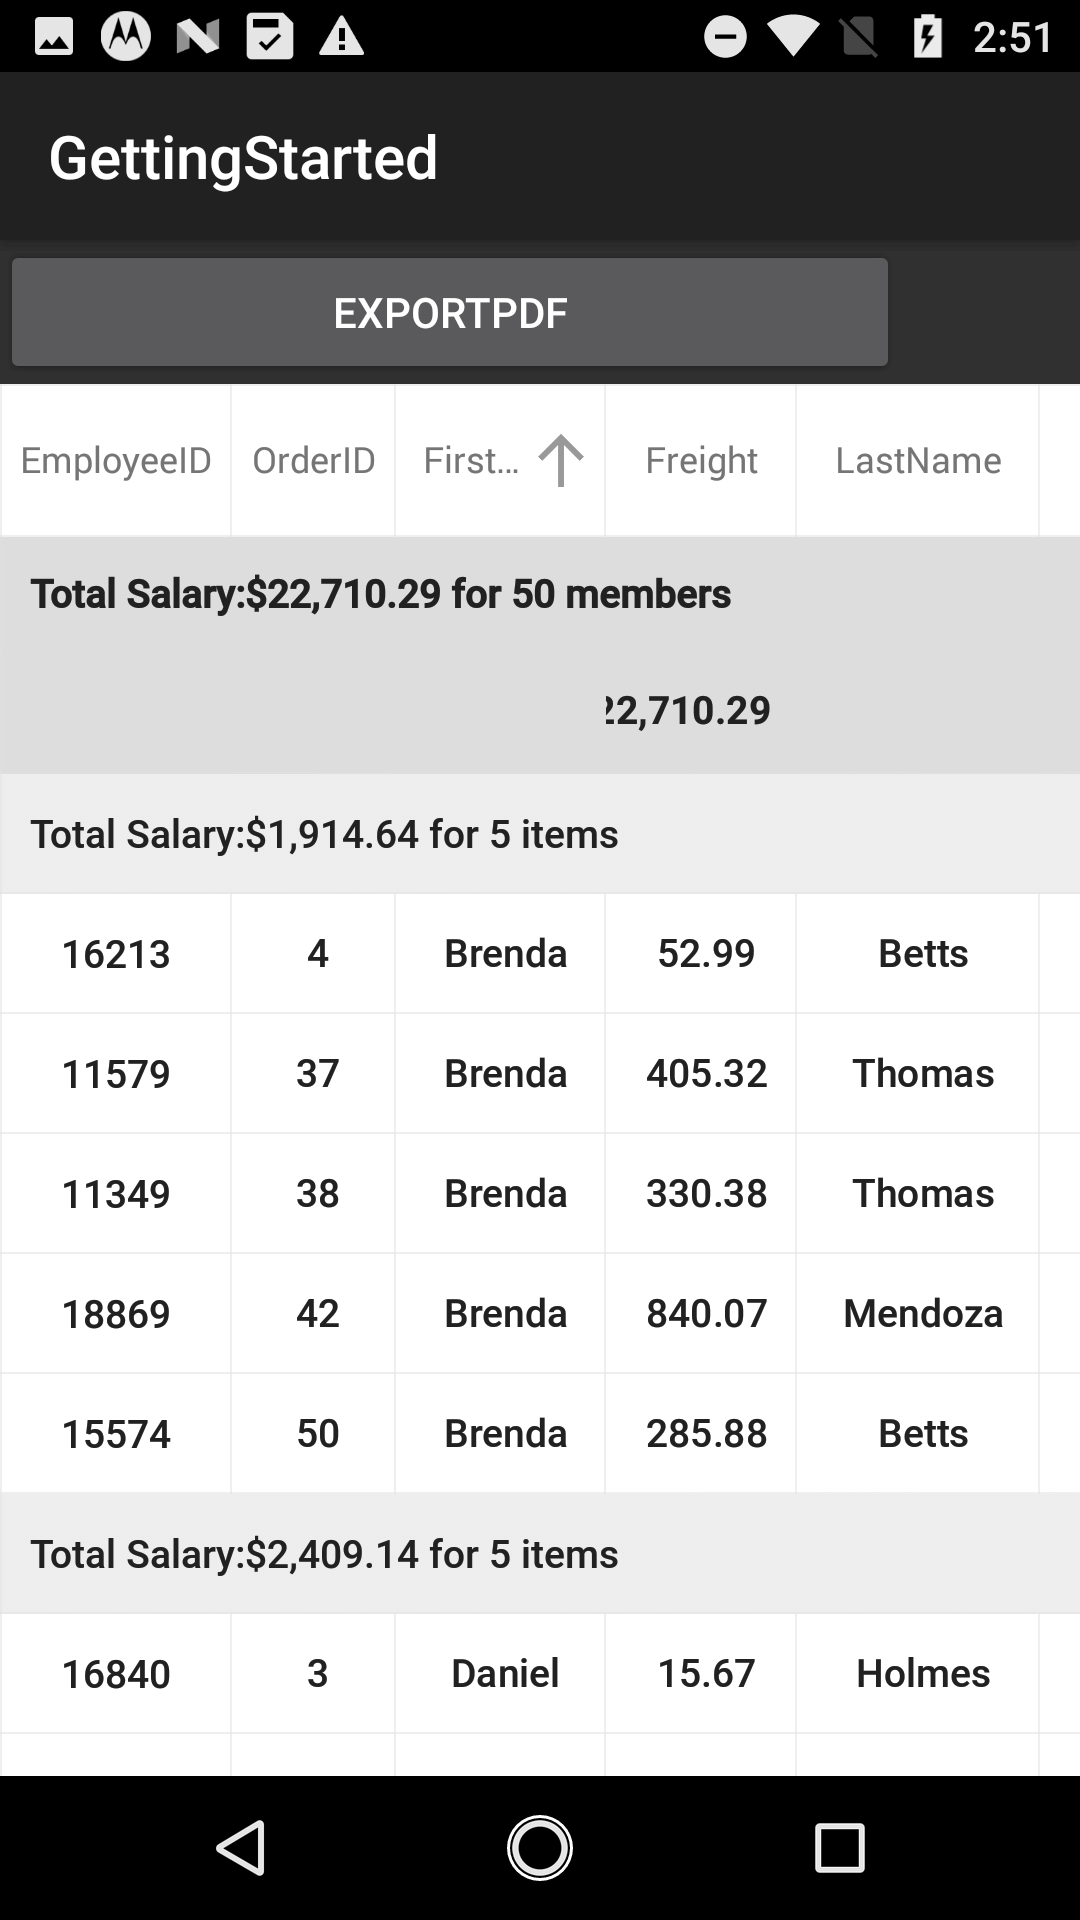 2:51
GettingStarted
EXPORTPDF
EmployeeID OrderID First... Freight LastName
Total Salary:$22,710.29 for 50 members
22,710.29
Total Salary:$1,914.64 for 5 items
16213 4 Brenda 52.99 Betts
11579 37 Brenda 405.32 Thomas
11349 38 Brenda 330.38 Thomas
18869 42 Brenda 840.07 Mendoza
15574 50 Brenda 285.88 Betts
Total Salary:$2,409.14 for 5 items
16840 3 Daniel 15.67 Holmes